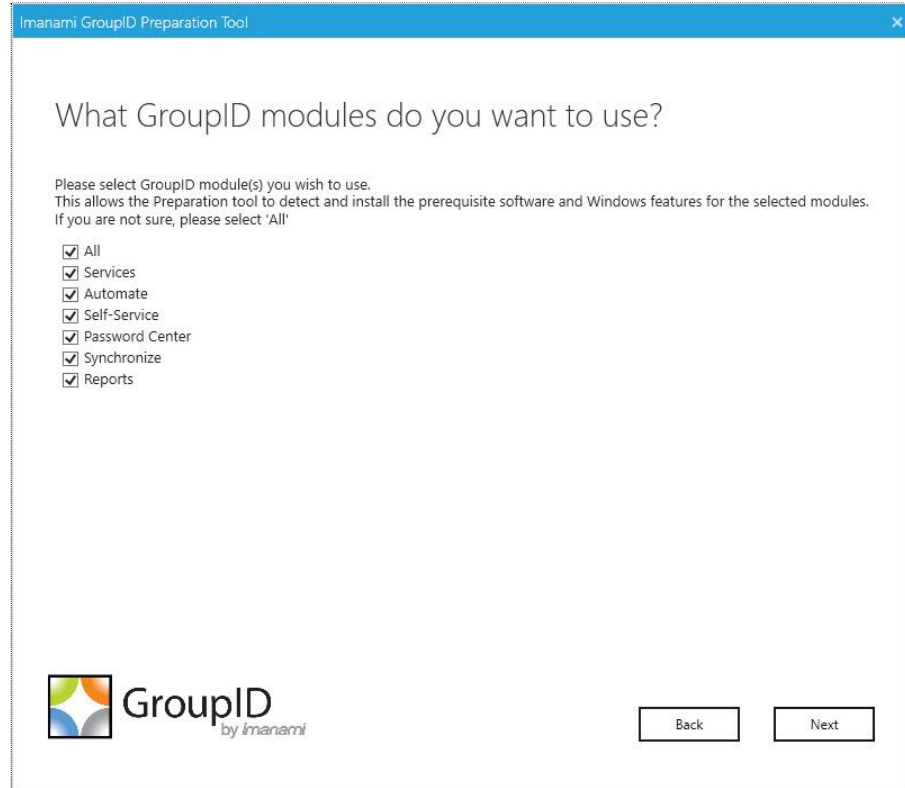 Imanami GroupID Preparation Tool
What GroupID modules do you want to use?
Please select GroupID module(s) you wish to use.
This allows the Preparation tool to detect and install the prerequisite software and Windows features for the selected modules.
If you are not sure, please select 'All'
All
Services
Automate
Self-Service
Password Center
Synchronize
Reports
GroupID
by imanami
Back
Next